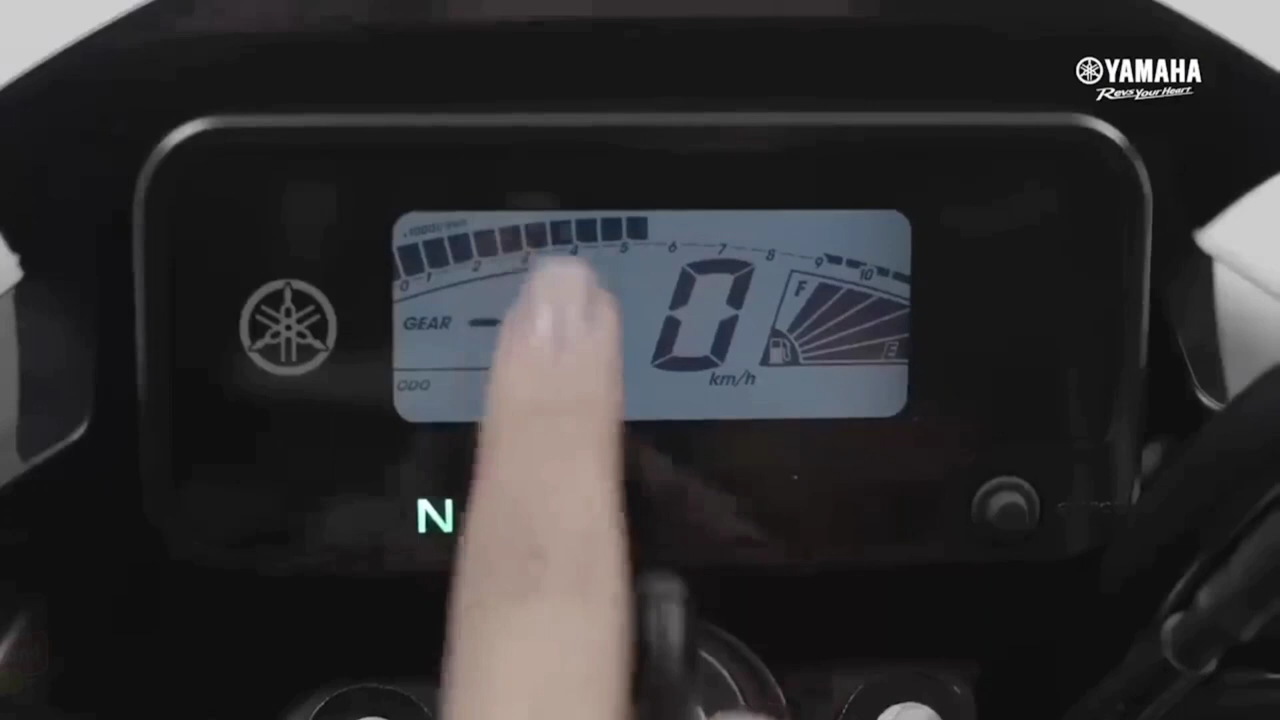 YAMAHA
Revs Your Heart
x1000r/min
0 1 2 3 4 5 6 7 8 9 10
GEAR -
0
F
E
km/h
ODO
N